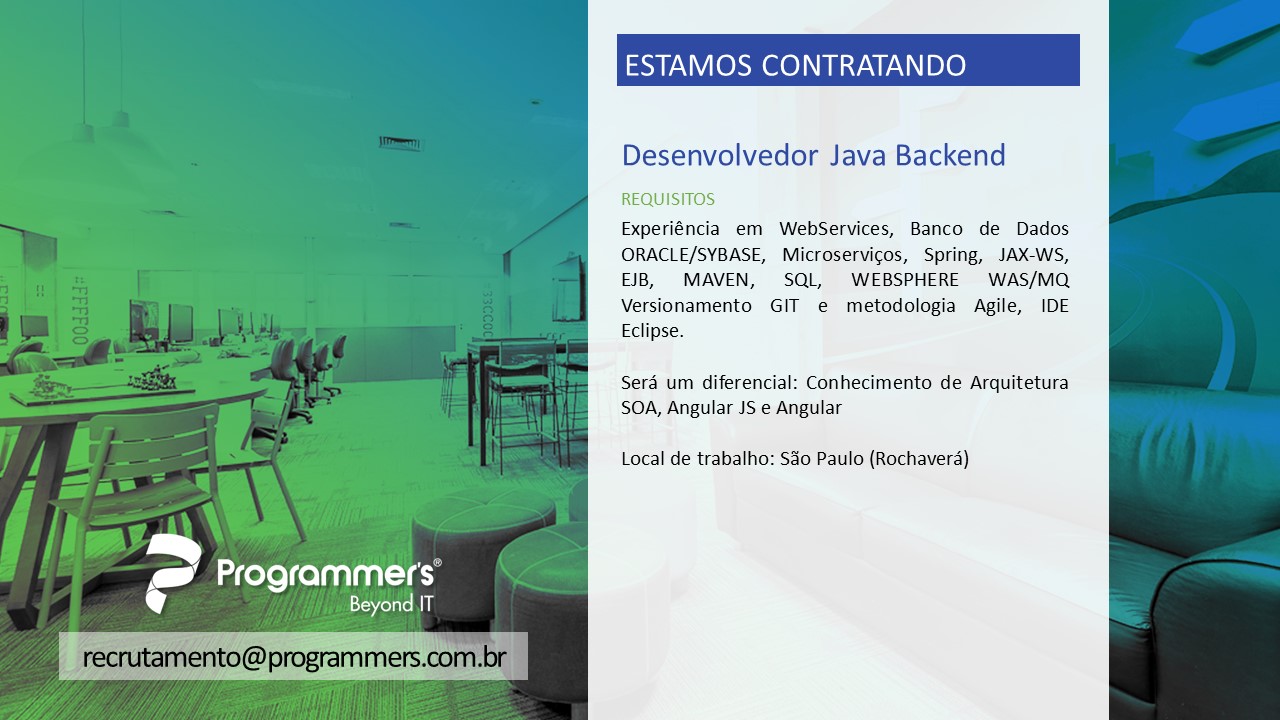 ESTAMOS CONTRATANDO
Desenvolvedor Java Backend
REQUISITOS
Experiência em WebServices, Banco de Dados
ORACLE/SYBASE, Microserviços, Spring, JAX-WS,
EJB, MAVEN, SQL, WEBSPHERE WAS/MQ
Versionamento GIT e metodologia Agile, IDE
Eclipse.
Será um diferencial: Conhecimento de Arquitetura
SOA, Angular JS e Angular
Local de trabalho: São Paulo (Rochaverá)
#FFFF00
Programmer's®
Beyond IT
recrutamento@programmers.com.br